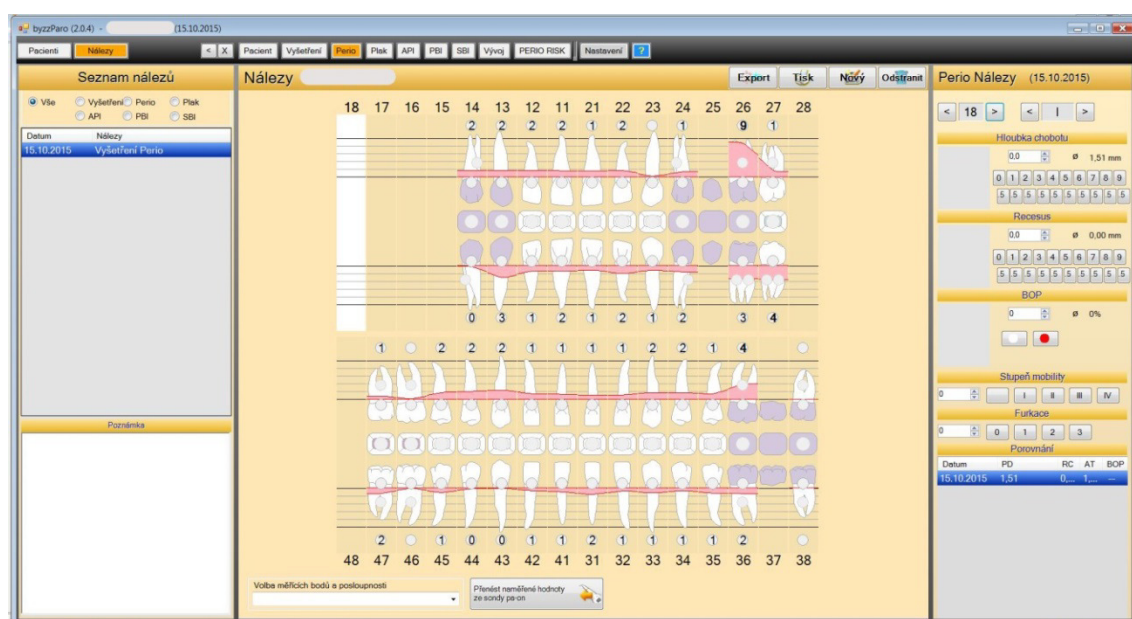 byzzParo (2.0.4) - (15.10.2015)
Pacienti Nálezy < X Pacient Vyšetření Perio Plak API PBI SBI Vývoj PERIO RISK Nastavení ?
Seznam nálezů
Vše Vyšetření Perio Plak
API PBI SBI
Datum Nálezy
15.10.2015 Vyšetření Perio
Poznámka
Nálezy Export Tisk Nový Odstranit
18 17 16 15 14 13 12 11 21 22 23 24 25 26 27 28
2 2 2 2 1 2 1 9 1
0 3 1 2 1 2 1 2 3 4
1 2 2 2 1 1 1 1 2 2 1 4
2 1 0 0 1 1 1 1 1 1 1 2
48 47 46 45 44 43 42 41 31 32 33 34 35 36 37 38
Volba měřících bodů a posloupnosti
Přenést naměřené hodnoty
ze sondy pa-on
Perio Nálezy (15.10.2015)
< 18 > < I >
Hloubka chobotu
0,0 ø 1,51 mm
0 1 2 3 4 5 6 7 8 9
5 5 5 5 5 5 5 5 5 5
Recesus
0,0 ø 0,00 mm
0 1 2 3 4 5 6 7 8 9
5 5 5 5 5 5 5 5 5 5
BOP
0 ø 0%
Stupeň mobility
0 I II III IV
Furkace
0 0 1 2 3
Porovnání
Datum PD RC AT BOP
15.10.2015 1,51 0,... 1,... ---